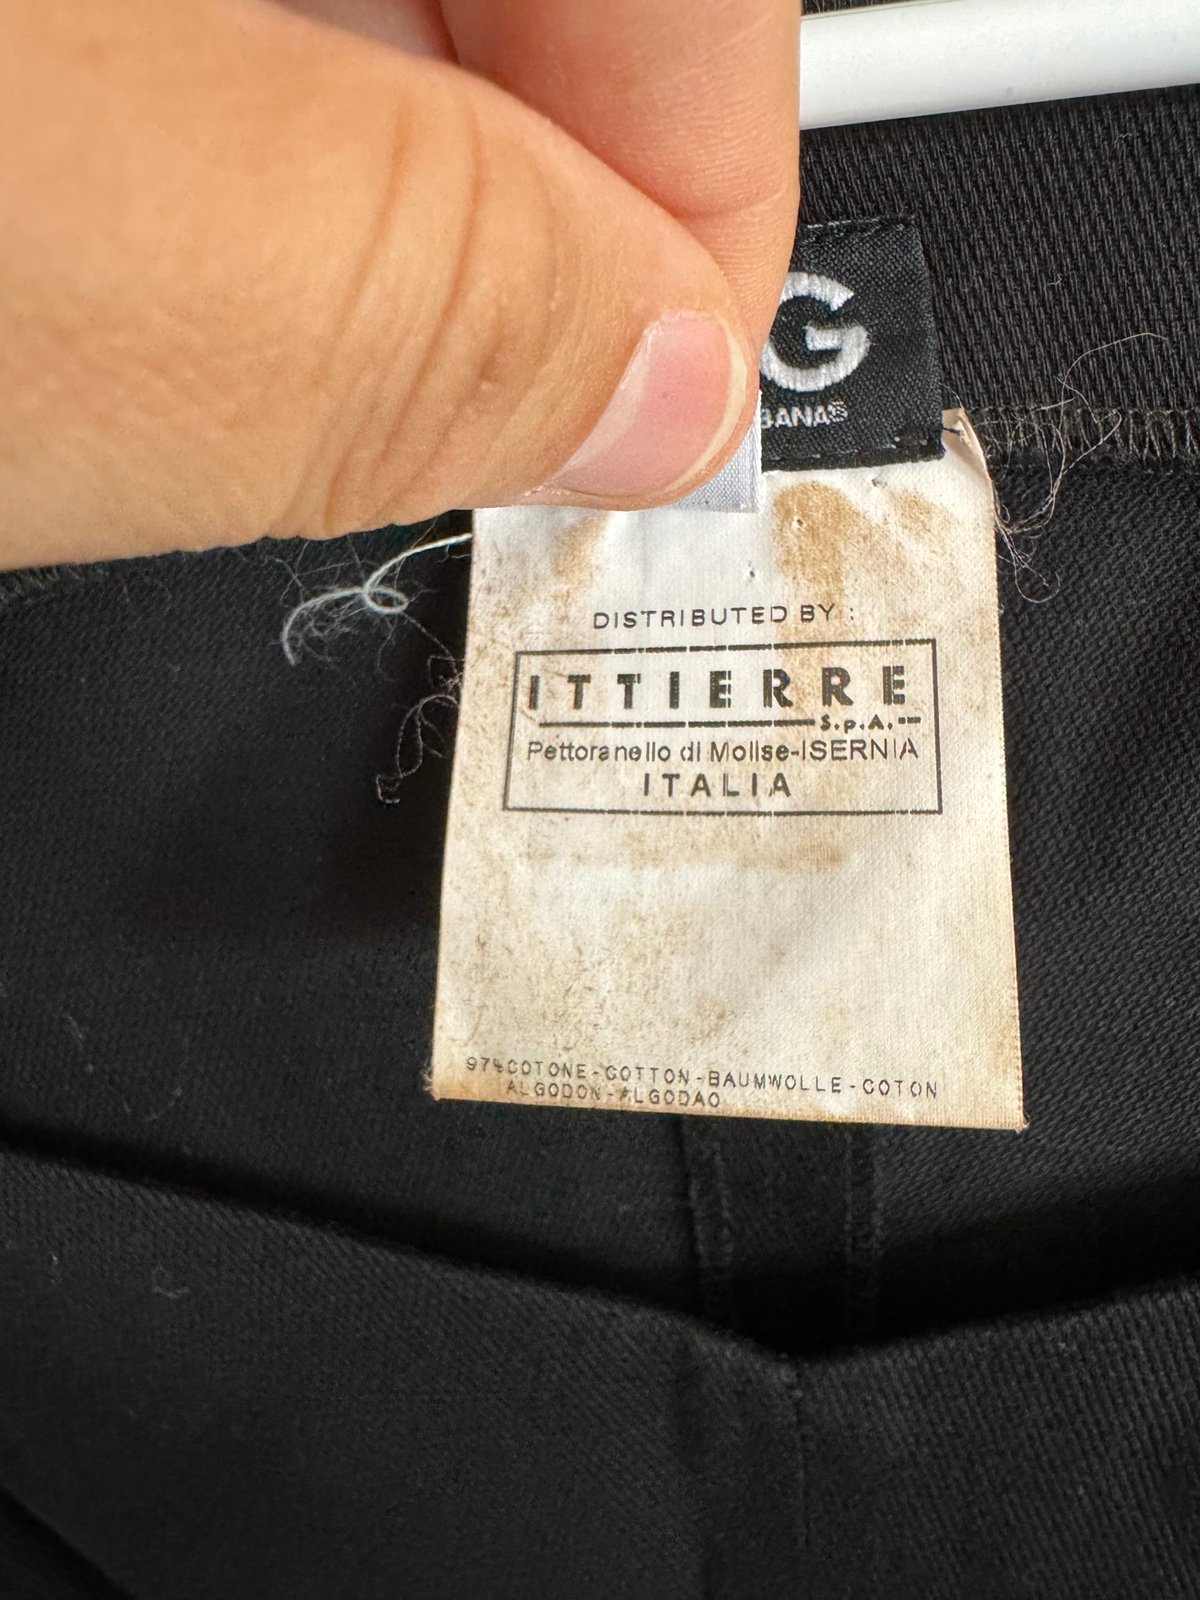 G
BANA®
DISTRIBUTED BY :
ITTIERRE
S.p.A.
Pettoranello di Molise-ISERNIA
ITALIA
97%COTONE-COTTON-BAUMWOLLE-COTON
ALGODON-ALGODAO